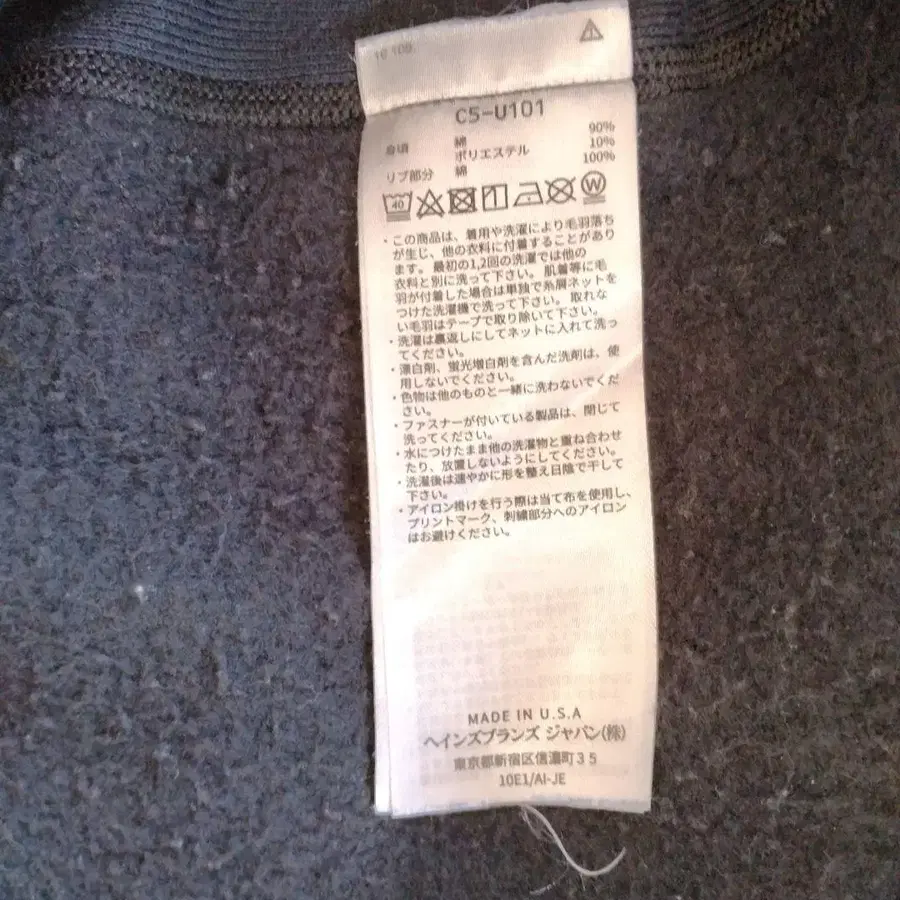 C5-U101
身頃 綿 90%
ポリエステル 10%
リブ部分 綿 100%
40
W
・この商品は、着用や洗濯により毛羽落ち
が生じ、他の衣料に付着することがあり
ます。最初の1,2回の洗濯では他の
衣料と別に洗って下さい。肌着等に毛
羽が付着した場合は単独で糸屑ネットを
つけた洗濯機で洗って下さい。取れな
い毛羽はテープで取り除いて下さい。
・洗濯は裏返しにしてネットに入れて洗っ
てください。
・漂白剤、蛍光増白剤を含んだ洗剤は、使
用しないでください。
・色物は他のものと一緒に洗わないでくだ
さい。
・ファスナーが付いている製品は、閉じて
洗ってください。
・水につけたまま他の洗濯物と重ね合わせ
たり、放置しないようにしてください。
・洗濯後は速やかに形を整え日陰で干して
下さい。
・アイロン掛けを行う際は当て布を使用し、
プリントマーク、刺繍部分へのアイロン
はお避けください。
MADE IN U.S.A
ヘインズブランズ ジャパン(株)
東京都新宿区信濃町35
10E1/AI-JE